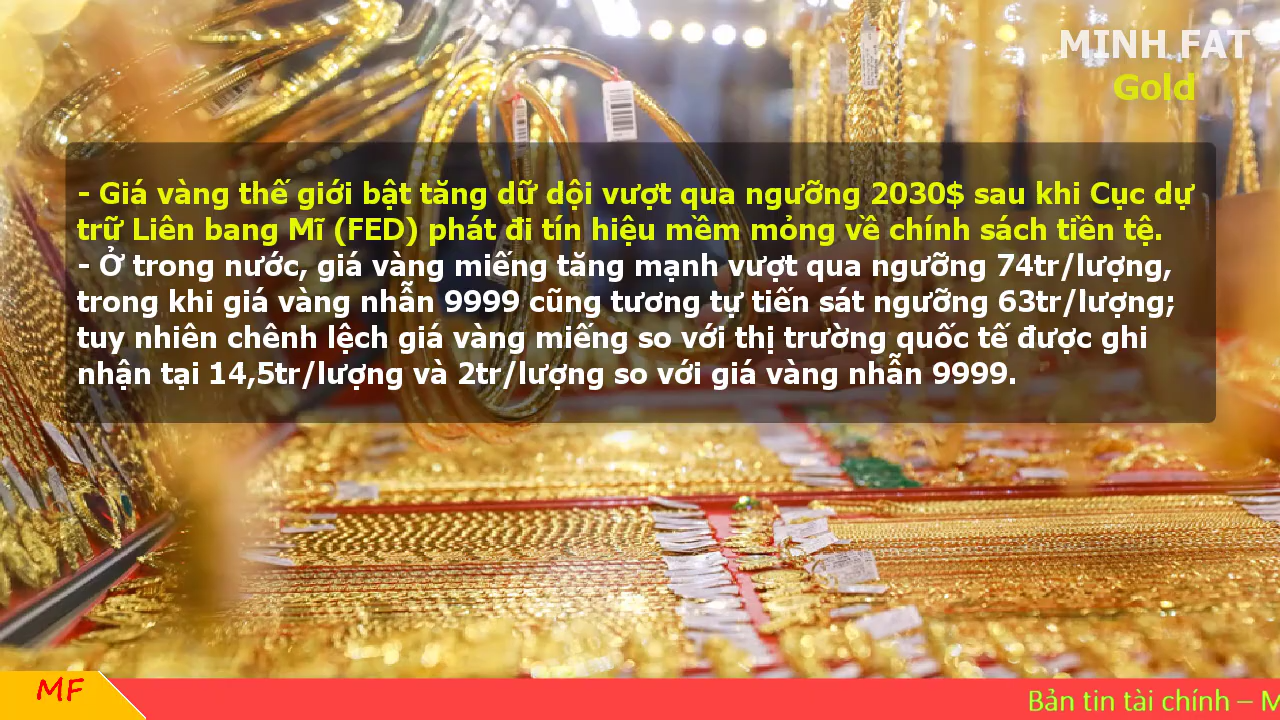 MINH FAT
Gold
- Giá vàng thế giới bật tăng dữ dội vượt qua ngưỡng 2030$ sau khi Cục dự
trữ Liên bang Mĩ (FED) phát đi tín hiệu mềm mỏng về chính sách tiền tệ.
- Ở trong nước, giá vàng miếng tăng mạnh vượt qua ngưỡng 74tr/lượng,
trong khi giá vàng nhẫn 9999 cũng tương tự tiến sát ngưỡng 63tr/lượng;
tuy nhiên chênh lệch giá vàng miếng so với thị trường quốc tế được ghi
nhận tại 14,5tr/lượng và 2tr/lượng so với giá vàng nhẫn 9999.
MF
Bản tin tài chính – M